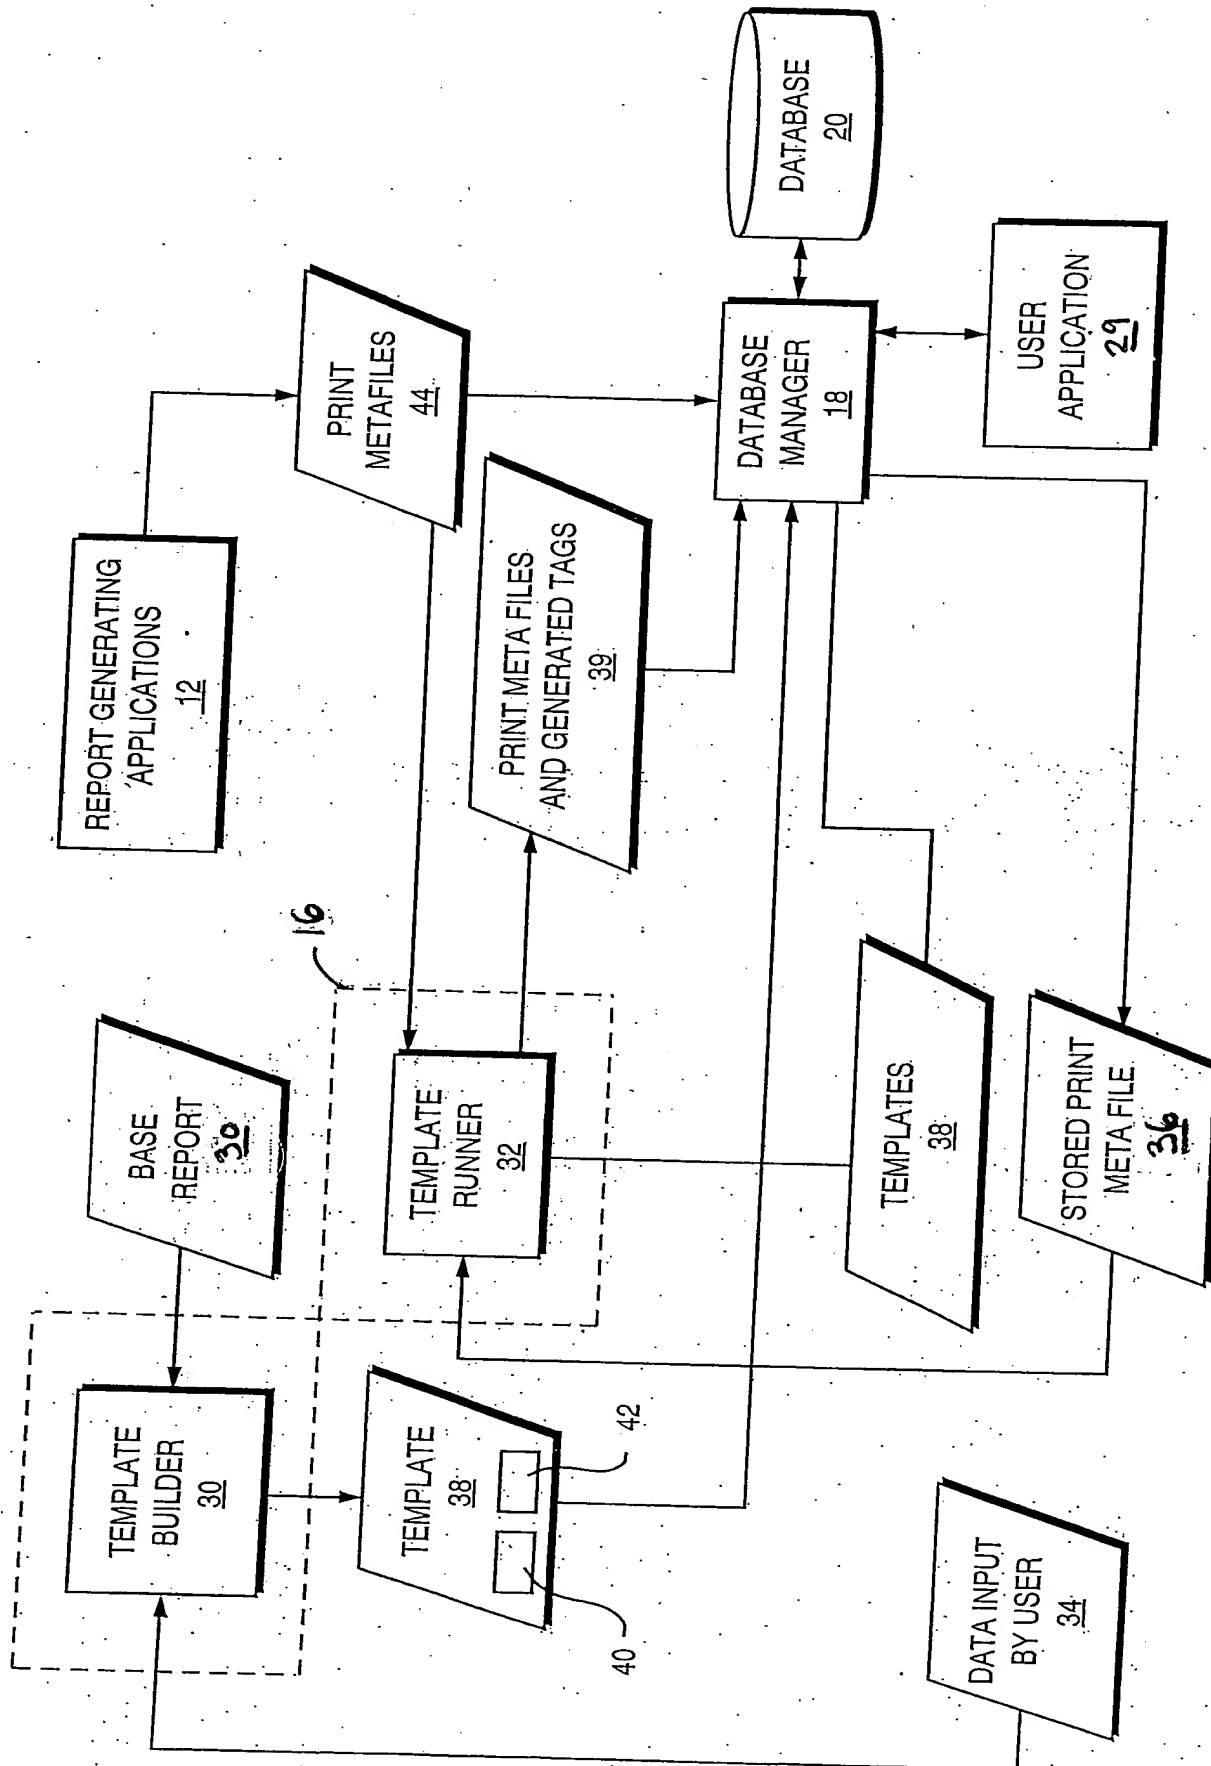 REPORT GENERATING
APPLICATIONS
12
PRINT
METAFILES
44
DATABASE
20
16
BASE
REPORT
30
PRINT META FILES
AND GENERATED TAGS
39
DATABASE
MANAGER
18
USER
APPLICATION
29
TEMPLATE
BUILDER
30
TEMPLATE
RUNNER
32
TEMPLATE
38
40
42
TEMPLATES
38
STORED PRINT
META FILE
36
DATA INPUT
BY USER
34